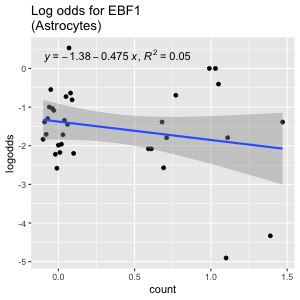 Log odds for EBF1
(Astrocytes)
y = −1.38 − 0.475 x, R² = 0.05
0
-1
-2
-3
-4
-5
logodds
0.0
0.5
1.0
1.5
count